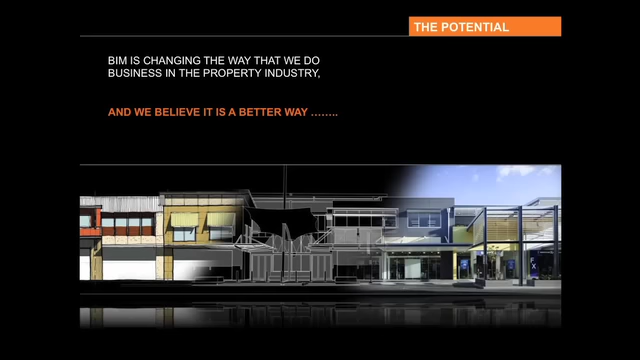 THE POTENTIAL
BIM IS CHANGING THE WAY THAT WE DO
BUSINESS IN THE PROPERTY INDUSTRY,
AND WE BELIEVE IT IS A BETTER WAY ........